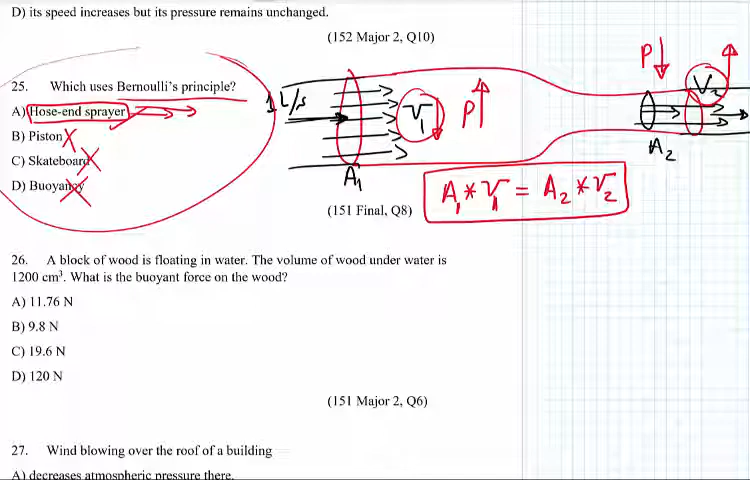 D) its speed increases but its pressure remains unchanged.
(152 Major 2, Q10)
25. Which uses Bernoulli's principle?
A) Hose-end sprayer
B) Piston
C) Skateboard
D) Buoyancy
1 L/s
A₁
V₁
P
P
V₂
A₂
A₁ * V₁ = A₂ * V₂
(151 Final, Q8)
26. A block of wood is floating in water. The volume of wood under water is
1200 cm³. What is the buoyant force on the wood?
A) 11.76 N
B) 9.8 N
C) 19.6 N
D) 120 N
(151 Major 2, Q6)
27. Wind blowing over the roof of a building
A) decreases atmospheric pressure there.